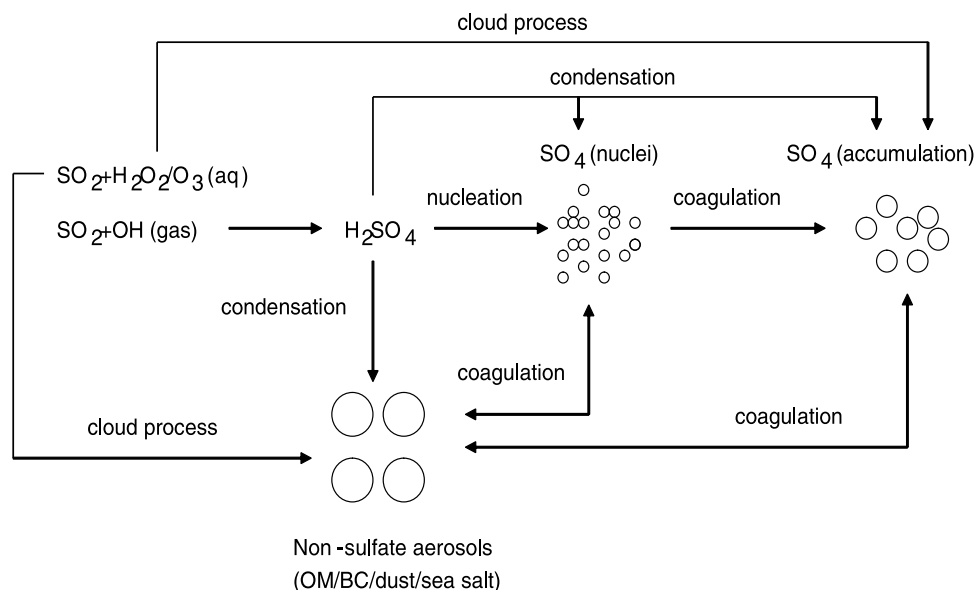 cloud process
condensation
SO4 (nuclei)
SO4 (accumulation)
SO2+H2O2/O3 (aq)
nucleation
coagulation
SO2+OH (gas)
H2SO4
condensation
coagulation
coagulation
cloud process
Non -sulfate aerosols
(OM/BC/dust/sea salt)